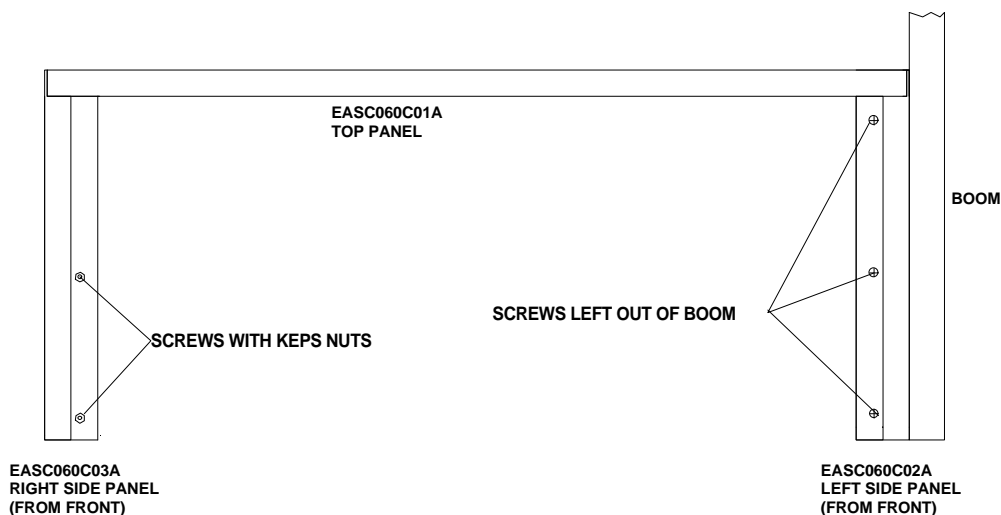 EASC060C01A
TOP PANEL
BOOM
SCREWS LEFT OUT OF BOOM
SCREWS WITH KEPS NUTS
EASC060C03A
RIGHT SIDE PANEL
(FROM FRONT)
EASC060C02A
LEFT SIDE PANEL
(FROM FRONT)